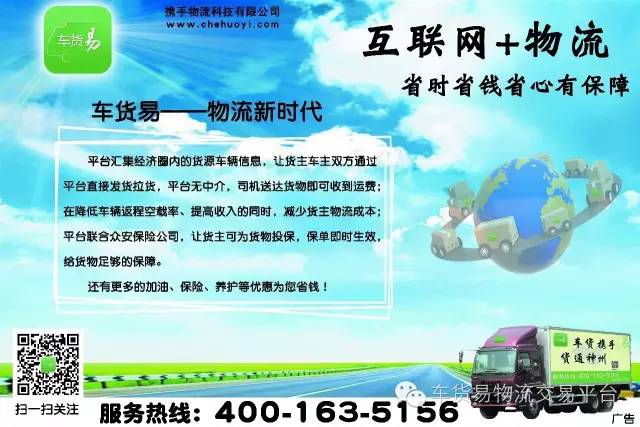 车货易
携手物流科技有限公司
www.chehuoyi.com
互联网+物流
省时省钱省心有保障
车货易——物流新时代
平台汇集经济圈内的货源车辆信息，让货主车主双方通过
平台直接发货拉货，平台无中介，司机送达货物即可收到运费；
在降低车辆返程空载率、提高收入的同时，减少货主物流成本；
平台联合众安保险公司，让货主可为货物投保，保单即时生效，
给货物足够的保障。
还有更多的加油、保险、养护等优惠为您省钱！
车货携手
货通神州
扫一扫关注
服务热线：400-163-5156
车货易物流交易平台
广告